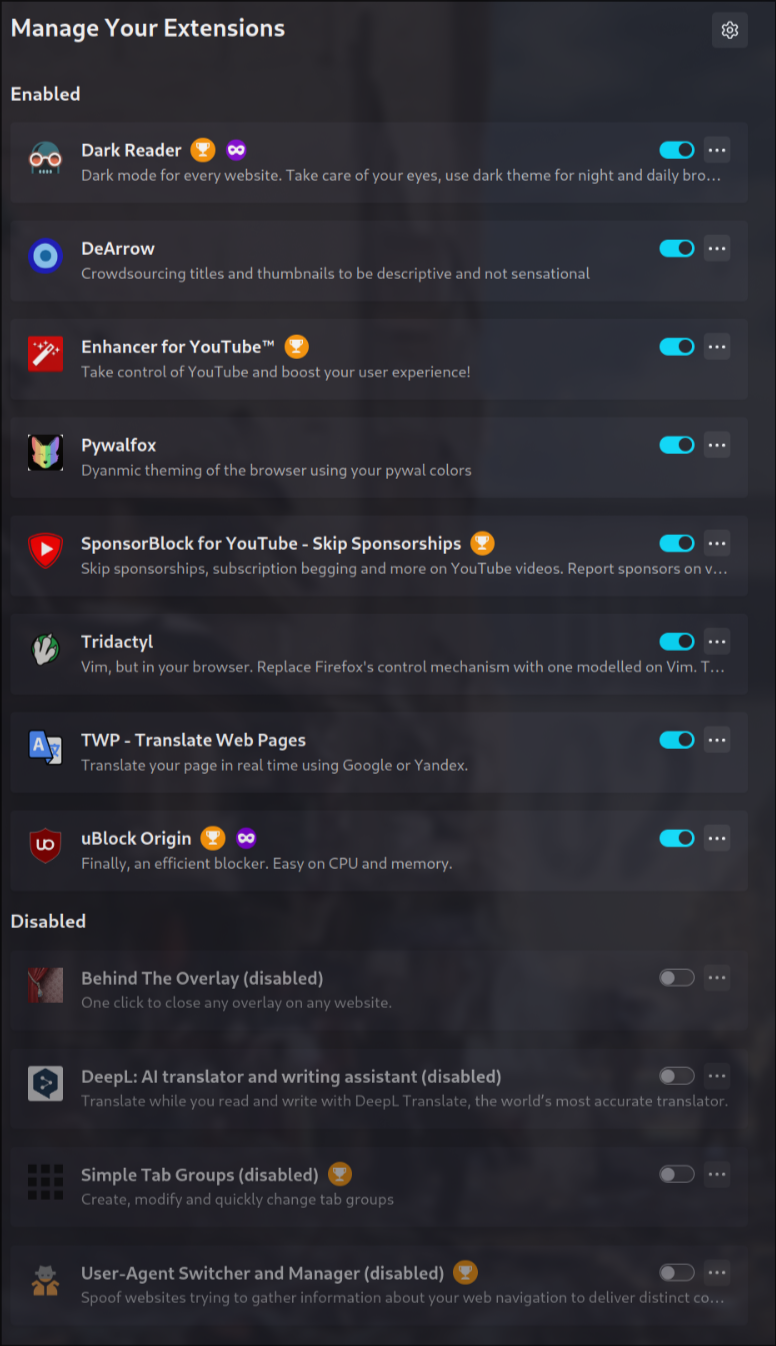 Manage Your Extensions
Enabled
Dark Reader
Dark mode for every website. Take care of your eyes, use dark theme for night and daily bro…
DeArrow
Crowdsourcing titles and thumbnails to be descriptive and not sensational
Enhancer for YouTube™
Take control of YouTube and boost your user experience!
Pywalfox
Dyanmic theming of the browser using your pywal colors
SponsorBlock for YouTube - Skip Sponsorships
Skip sponsorships, subscription begging and more on YouTube videos. Report sponsors on v…
Tridactyl
Vim, but in your browser. Replace Firefox's control mechanism with one modelled on Vim. T…
A
TWP - Translate Web Pages
Translate your page in real time using Google or Yandex.
uo
uBlock Origin
Finally, an efficient blocker. Easy on CPU and memory.
Disabled
Behind The Overlay (disabled)
One click to close any overlay on any website.
DeepL: AI translator and writing assistant (disabled)
Translate while you read and write with DeepL Translate, the world’s most accurate translator.
Simple Tab Groups (disabled)
Create, modify and quickly change tab groups
User-Agent Switcher and Manager (disabled)
Spoof websites trying to gather information about your web navigation to deliver distinct co…